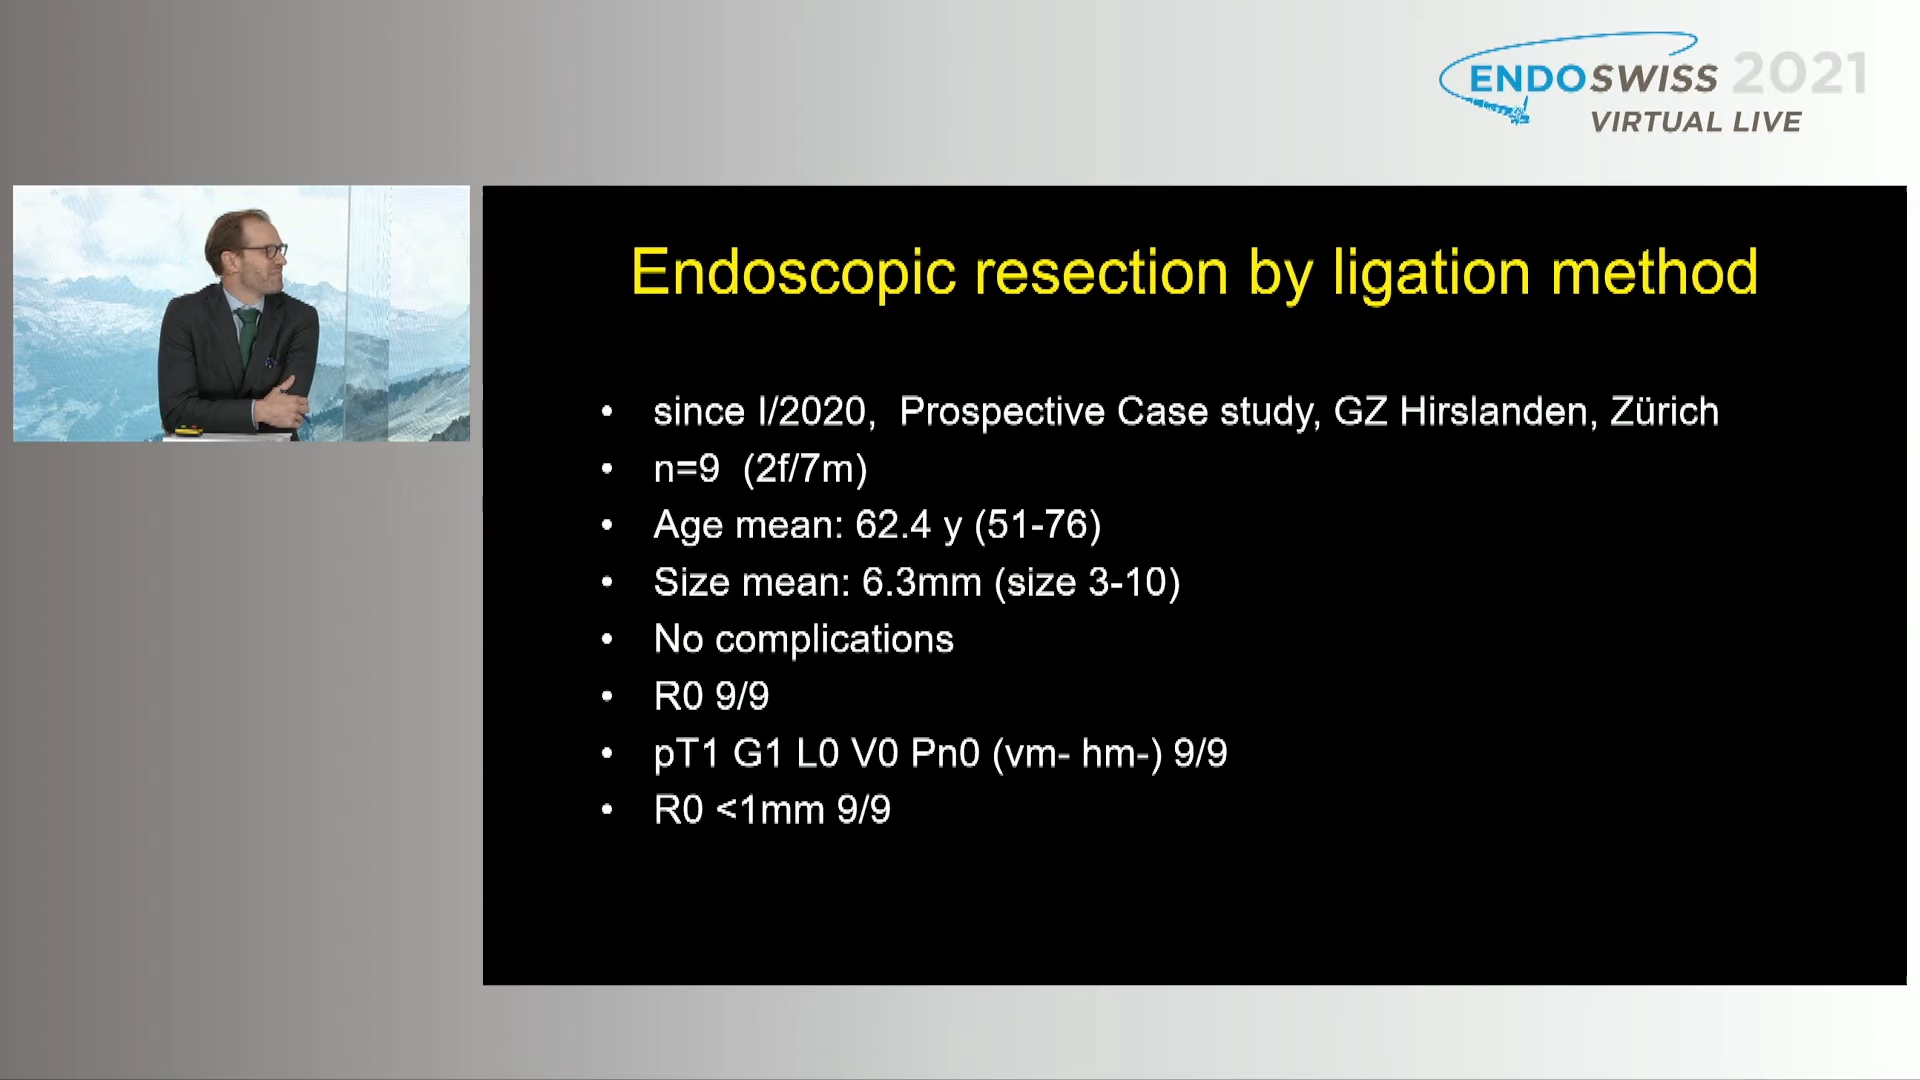 ENDOSWISS 2021
VIRTUAL LIVE
Endoscopic resection by ligation method
• since I/2020, Prospective Case study, GZ Hirslanden, Zürich
• n=9 (2f/7m)
• Age mean: 62.4 y (51-76)
• Size mean: 6.3mm (size 3-10)
• No complications
• R0 9/9
• pT1 G1 L0 V0 Pn0 (vm- hm-) 9/9
• R0 <1mm 9/9